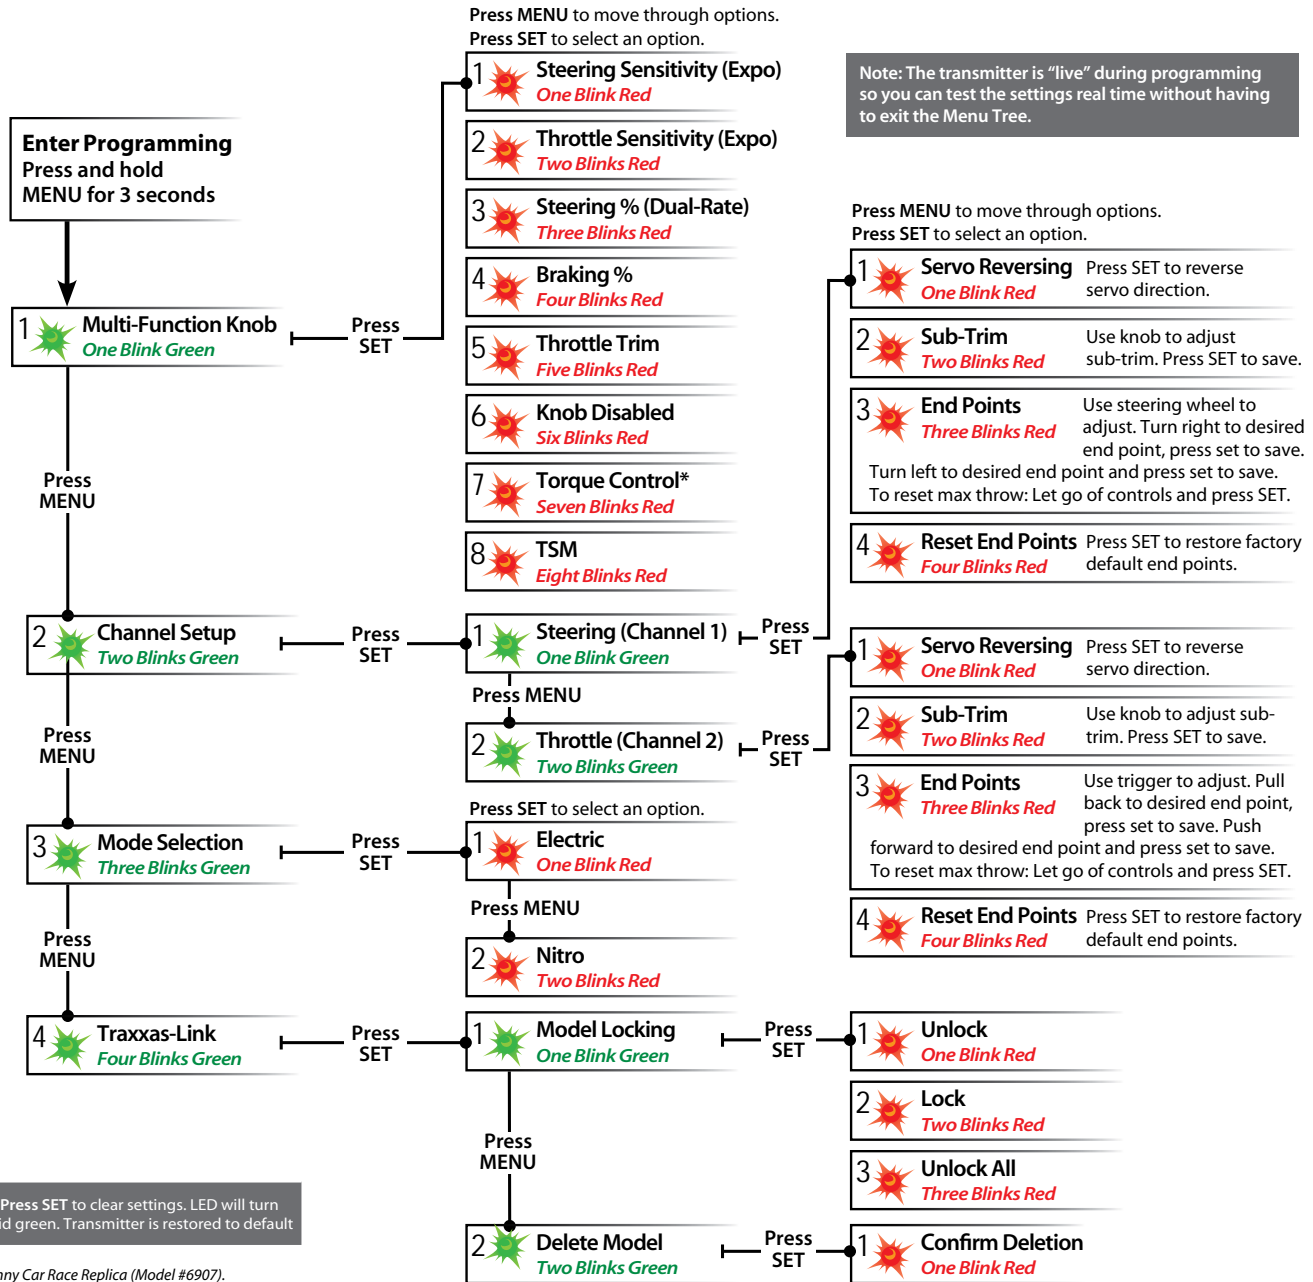 Press MENU to move through options.
Press SET to select an option.
1 Steering Sensitivity (Expo)
One Blink Red
2 Throttle Sensitivity (Expo)
Two Blinks Red
3 Steering % (Dual-Rate)
Three Blinks Red
4 Braking %
Four Blinks Red
5 Throttle Trim
Five Blinks Red
6 Knob Disabled
Six Blinks Red
7 Torque Control*
Seven Blinks Red
8 TSM
Eight Blinks Red
Note: The transmitter is “live” during programming
so you can test the settings real time without having
to exit the Menu Tree.
Enter Programming
Press and hold
MENU for 3 seconds
1 Multi-Function Knob
One Blink Green
Press
SET
Press
MENU
2 Channel Setup
Two Blinks Green
Press
SET
1 Steering (Channel 1)
One Blink Green
Press
SET
Press MENU
2 Throttle (Channel 2)
Two Blinks Green
Press
SET
Press MENU to move through options.
Press SET to select an option.
1 Servo Reversing
One Blink Red
Press SET to reverse
servo direction.
2 Sub-Trim
Two Blinks Red
Use knob to adjust
sub-trim. Press SET to save.
3 End Points
Three Blinks Red
Use steering wheel to
adjust. Turn right to desired
end point, press set to save.
Turn left to desired end point and press set to save.
To reset max throw: Let go of controls and press SET.
4 Reset End Points
Four Blinks Red
Press SET to restore factory
default end points.
1 Servo Reversing
One Blink Red
Press SET to reverse
servo direction.
2 Sub-Trim
Two Blinks Red
Use knob to adjust sub-
trim. Press SET to save.
3 End Points
Three Blinks Red
Use trigger to adjust. Pull
back to desired end point,
press set to save. Push
forward to desired end point and press set to save.
To reset max throw: Let go of controls and press SET.
4 Reset End Points
Four Blinks Red
Press SET to restore factory
default end points.
Press
MENU
3 Mode Selection
Three Blinks Green
Press
SET
Press SET to select an option.
1 Electric
One Blink Red
Press MENU
2 Nitro
Two Blinks Red
Press
MENU
4 Traxxas-Link
Four Blinks Green
Press
SET
1 Model Locking
One Blink Green
Press
SET
1 Unlock
One Blink Red
2 Lock
Two Blinks Red
3 Unlock All
Three Blinks Red
Press
MENU
2 Delete Model
Two Blinks Green
Press
SET
1 Confirm Deletion
One Blink Red
Press SET to clear settings. LED will turn
id green. Transmitter is restored to default
nny Car Race Replica (Model #6907).